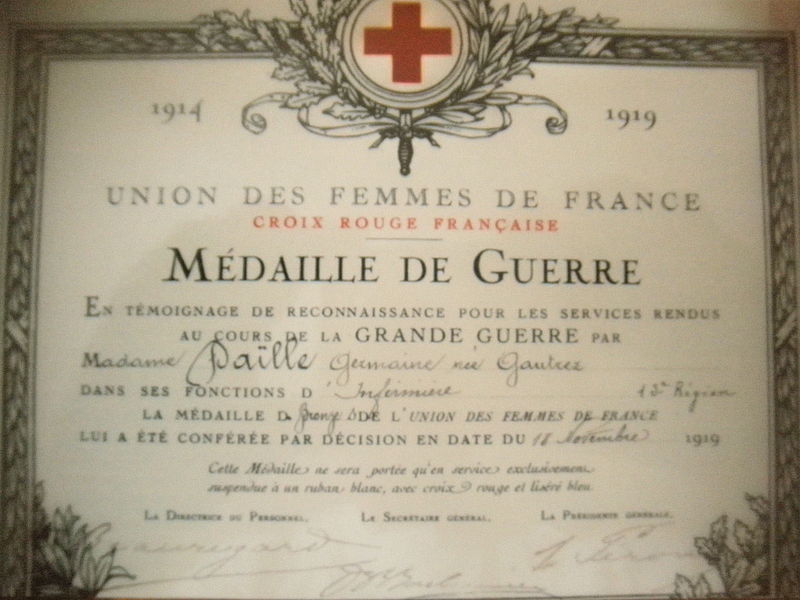 1914 1919
UNION DES FEMMES DE FRANCE
CROIX ROUGE FRANÇAISE
MÉDAILLE DE GUERRE
EN TÉMOIGNAGE DE RECONNAISSANCE POUR LES SERVICES RENDUS
AU COURS DE LA GRANDE GUERRE PAR
Madame Paille Germaine née
DANS SES FONCTIONS D'Infirmière Région
LA MÉDAILLE D Bronze DE L'UNION DES FEMMES DE FRANCE
LUI A ÉTÉ CONFÉRÉE PAR DÉCISION EN DATE DU 18 Novembre 1919
Cette Médaille ne sera portée qu'en service exclusivement
suspendue à un ruban blanc, avec croix rouge et liséré bleu.
LA DIRECTRICE DU PERSONNEL. LE SECRÉTAIRE GÉNÉRAL. LA PRÉSIDENTE GÉNÉRALE.